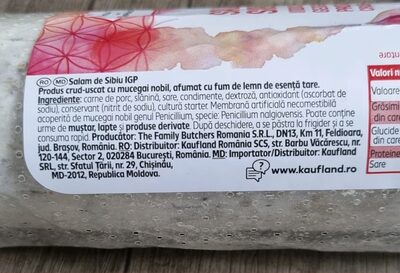 RO MD Salam de Sibiu IGP
Produs crud-uscat cu mucegai nobil, afumat cu fum de lemn de esență tare.
Ingrediente: carne de porc, slănină, sare, condimente, dextroză, antioxidant (ascorbat de
sodiu), conservant (nitrit de sodiu), cultură starter. Membrană artificială necomestibilă
acoperită de mucegai nobil genul Penicillium, specia: Penicillium nalgiovensis. Poate conține
urme de muștar, lapte și produse derivate. După deschidere, a se păstra la frigider și a se
consuma rapid. Producător: The Family Butchers Romania S.R.L., DN13, Km 11, Feldioara,
jud. Brașov, România. RO: Distribuitor: Kaufland România SCS, str. Barbu Văcărescu, nr.
120-144, Sector 2, 020284 București, România. MD: Importator/Distribuitor: Kaufland
SRL, str. Sfatul Țării, nr. 29, Chișinău,
MD-2012, Republica Moldova.
www.kaufland.ro
Valori n
Valoare
Grăsimi
din care
Glucide
din care
Proteine
Sare